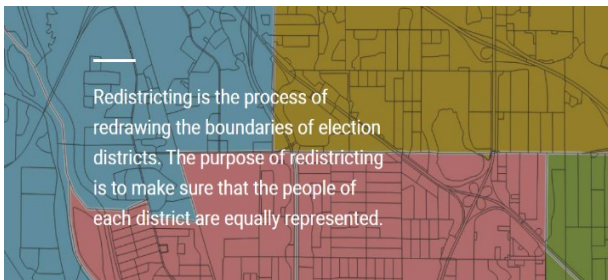 Redistricting is the process of
redrawing the boundaries of election
districts. The purpose of redistricting
is to make sure that the people of
each district are equally represented.